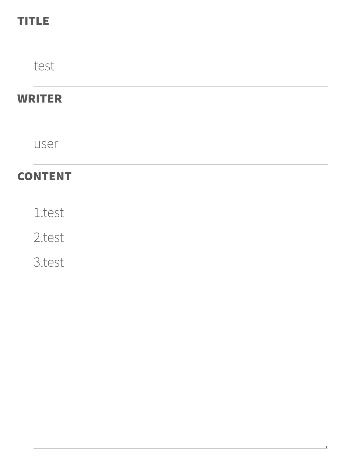 TITLE
test
WRITER
user
CONTENT
1.test
2.test
3.test